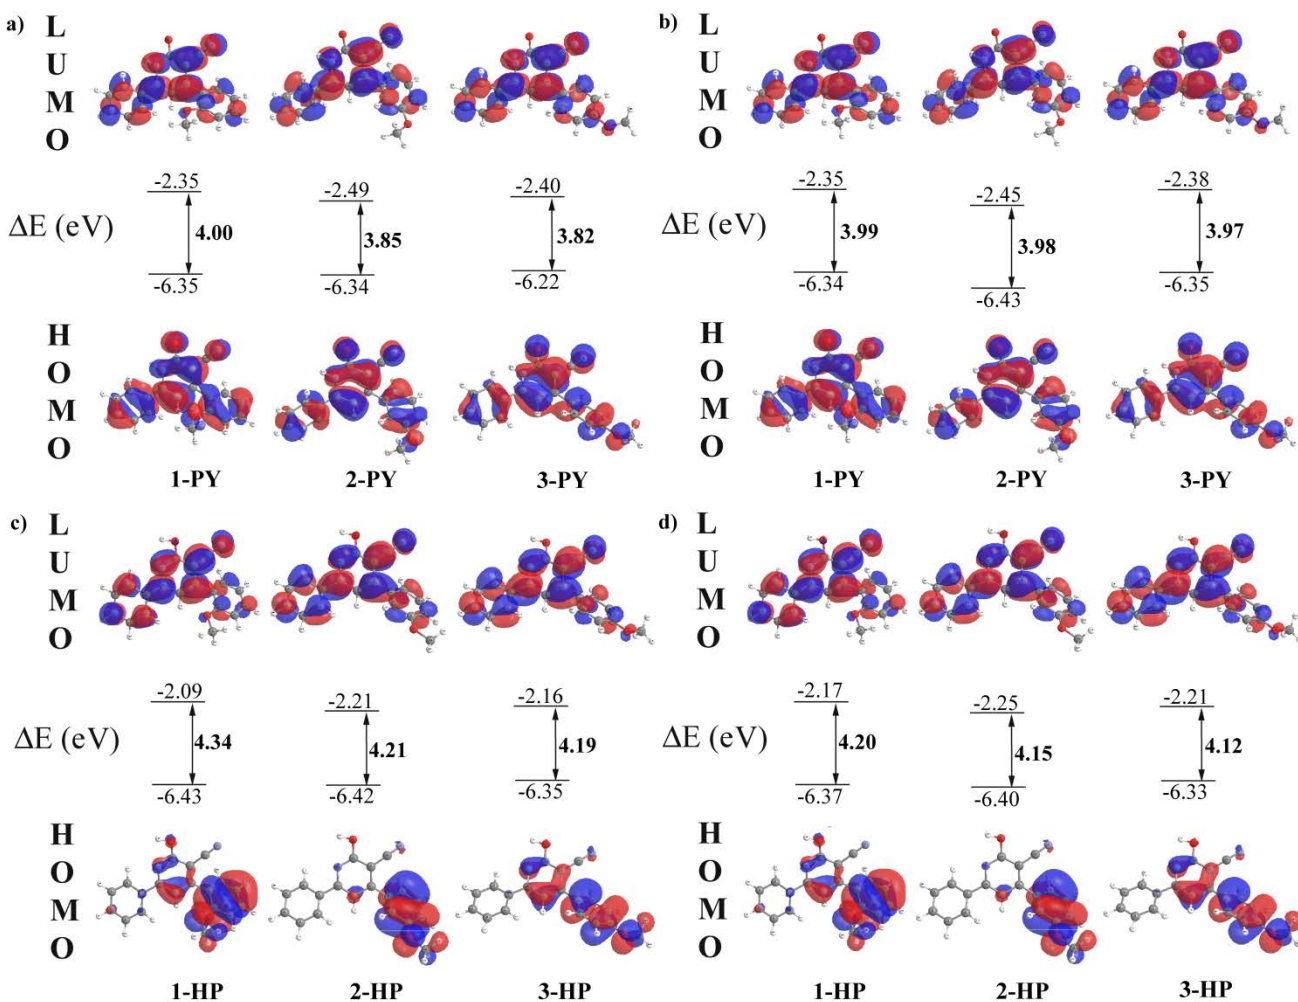 a)
L
U
M
O
-2.35
-2.49
-2.40
ΔE (eV)
4.00
3.85
3.82
-6.35
-6.34
-6.22
H
O
M
O
1-PY
2-PY
3-PY
b)
L
U
M
O
-2.35
-2.45
-2.38
ΔE (eV)
3.99
3.98
3.97
-6.34
-6.43
-6.35
H
O
M
O
1-PY
2-PY
3-PY
c)
L
U
M
O
-2.09
-2.21
-2.16
ΔE (eV)
4.34
4.21
4.19
-6.43
-6.42
-6.35
H
O
M
O
1-HP
2-HP
3-HP
d)
L
U
M
O
-2.17
-2.25
-2.21
ΔE (eV)
4.20
4.15
4.12
-6.37
-6.40
-6.33
H
O
M
O
1-HP
2-HP
3-HP